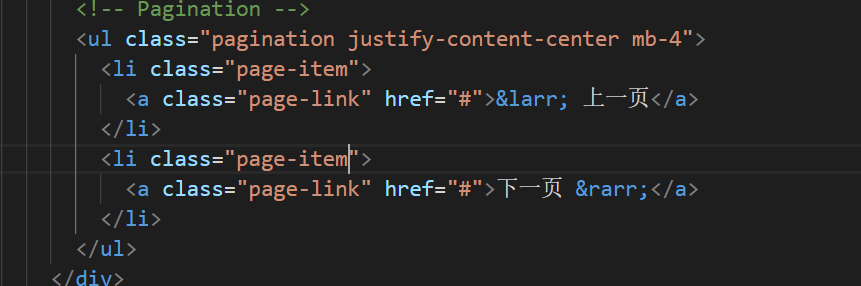 <!-- Pagination -->
<ul class="pagination justify-content-center mb-4">
<li class="page-item">
<a class="page-link" href="#">&larr; 上一页</a>
</li>
<li class="page-item">
<a class="page-link" href="#">下一页 &rarr;</a>
</li>
</ul>
</div>